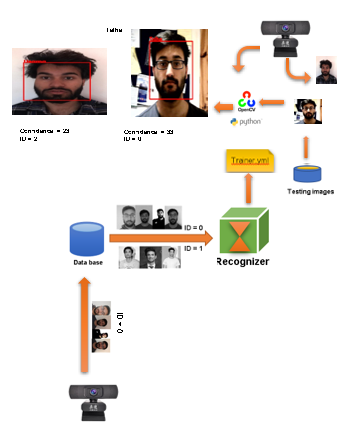 Talha
Confidence = 23
ID = 2
Confidence = 33
ID = 0
OpenCV
python
Trainer.yml
Testing images
ID = 0
ID = 1
Data base
Recognizer
ID = 0